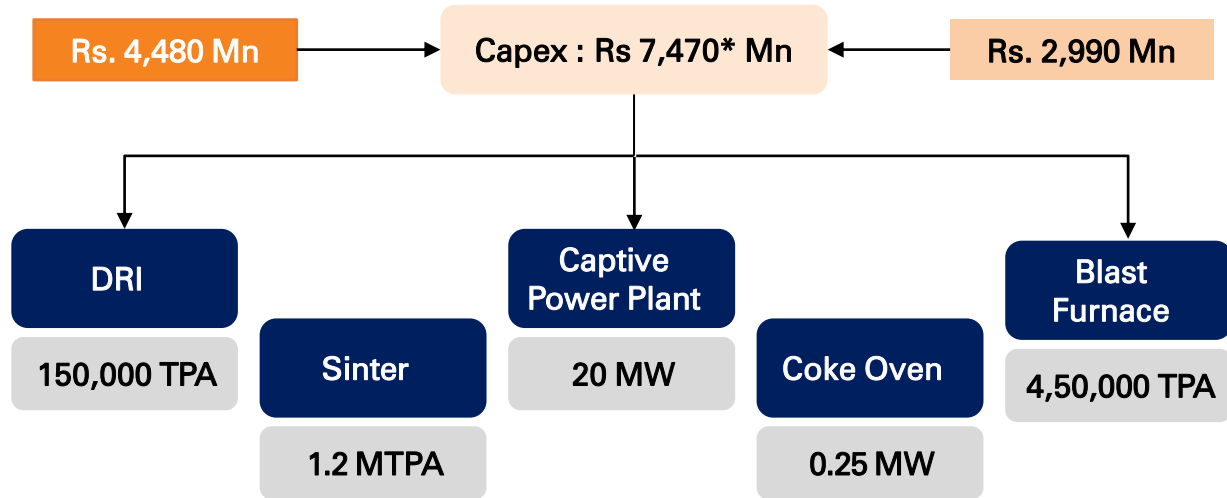 Rs. 4,480 Mn
Capex : Rs 7,470* Mn
Rs. 2,990 Mn
DRI
150,000 TPA
Sinter
1.2 MTPA
Captive
Power Plant
20 MW
Coke Oven
0.25 MW
Blast
Furnace
4,50,000 TPA